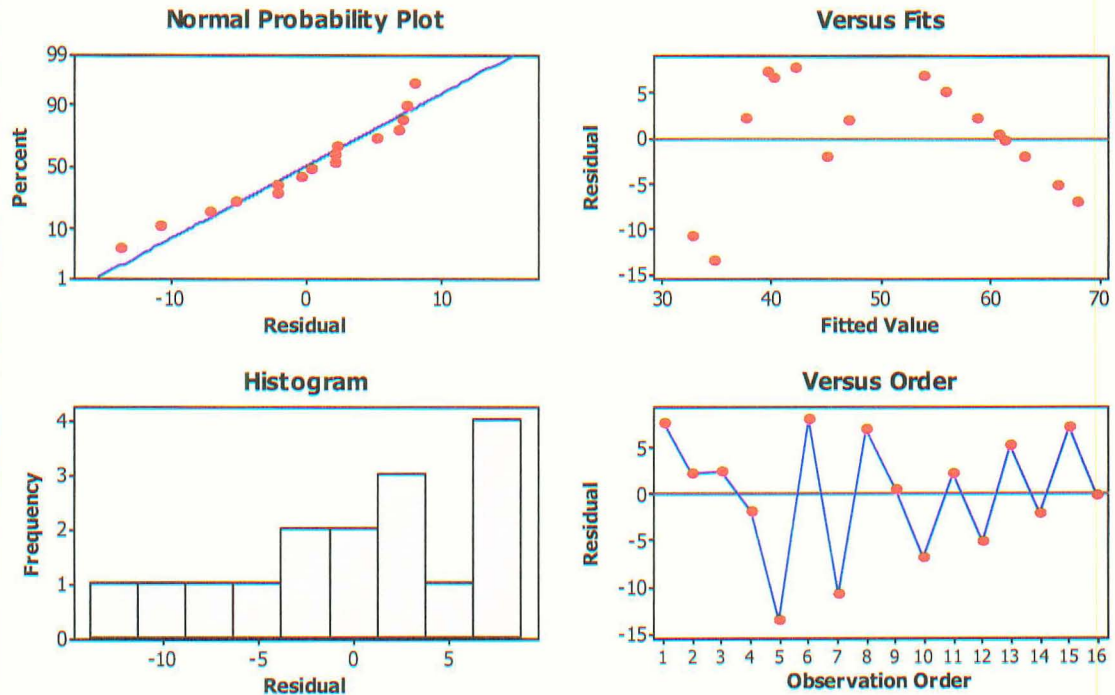 Normal Probability Plot
99
90
50
10
1
Percent
-10 0 10
Residual
Versus Fits
5
0
-5
-10
-15
Residual
30 40 50 60 70
Fitted Value
Histogram
4
3
2
1
0
Frequency
-10 -5 0 5
Residual
Versus Order
5
0
-5
-10
-15
Residual
1 2 3 4 5 6 7 8 9 10 11 12 13 14 15 16
Observation Order